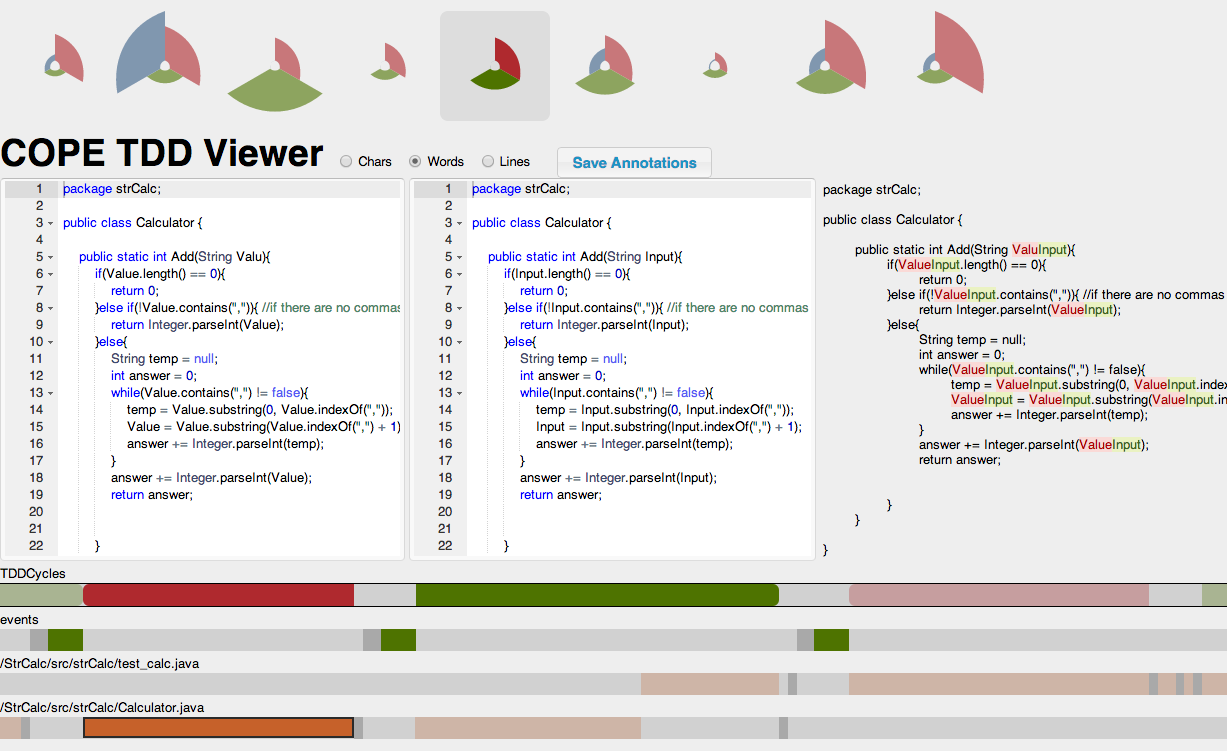 COPE TDD Viewer
Chars
Words
Lines
Save Annotations
1 package strCalc;
2
3 public class Calculator {
4
5 public static int Add(String Valu){
6 if(Value.length() == 0){
7 return 0;
8 }else if(!Value.contains(",")){ //if there are no commas
9 return Integer.parseInt(Value);
10 }else{
11 String temp = null;
12 int answer = 0;
13 while(Value.contains(",") != false){
14 temp = Value.substring(0, Value.indexOf(","));
15 Value = Value.substring(Value.indexOf(",") + 1)
16 answer += Integer.parseInt(temp);
17 }
18 answer += Integer.parseInt(Value);
19 return answer;
20
21
22 }
1 package strCalc;
2
3 public class Calculator {
4
5 public static int Add(String Input){
6 if(Input.length() == 0){
7 return 0;
8 }else if(!Input.contains(",")){ //if there are no commas
9 return Integer.parseInt(Input);
10 }else{
11 String temp = null;
12 int answer = 0;
13 while(Input.contains(",") != false){
14 temp = Input.substring(0, Input.indexOf(","));
15 Input = Input.substring(Input.indexOf(",") + 1);
16 answer += Integer.parseInt(temp);
17 }
18 answer += Integer.parseInt(Input);
19 return answer;
20
21
22 }
package strCalc;
public class Calculator {
public static int Add(String ValuInput){
if(ValueInput.length() == 0){
return 0;
}else if(!ValueInput.contains(",")){ //if there are no commas
return Integer.parseInt(ValueInput);
}else{
String temp = null;
int answer = 0;
while(ValueInput.contains(",") != false){
temp = ValueInput.substring(0, ValueInput.index
ValueInput = ValueInput.substring(ValueInput.in
answer += Integer.parseInt(temp);
}
answer += Integer.parseInt(ValueInput);
return answer;
}
}
}
TDDCycles
events
/StrCalc/src/strCalc/test_calc.java
/StrCalc/src/strCalc/Calculator.java